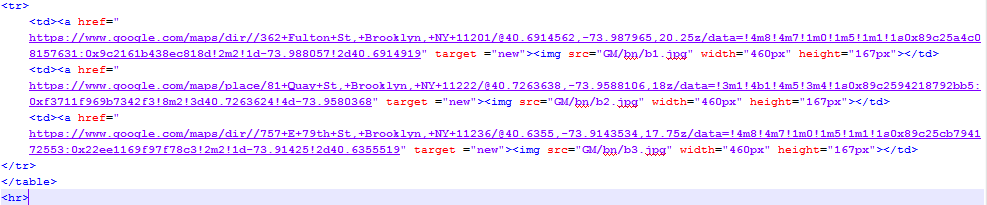 <tr>
<td><a href="
https://www.google.com/maps/dir//362+Fulton+St,+Brooklyn,+NY+11201/@40.6914562,-73.987965,20.25z/data=!4m8!4m7!1m0!1m5!1m1!1s0x89c25a4c0
8157631:0x9c2161b438ec818d!2m2!1d-73.988057!2d40.6914919" target ="new"><img src="GM/bn/b1.jpg" width="460px" height="167px"></td>
<td><a href="
https://www.google.com/maps/place/81+Quay+St,+Brooklyn,+NY+11222/@40.7263638,-73.9588106,18z/data=!3m1!4b1!4m5!3m4!1s0x89c2594218792bb5:
0xf3711f969b7342f3!8m2!3d40.7263624!4d-73.9580368" target ="new"><img src="GM/bn/b2.jpg" width="460px" height="167px"></td>
<td><a href="
https://www.google.com/maps/dir//757+E+79th+St,+Brooklyn,+NY+11236/@40.6355,-73.9143534,17.75z/data=!4m8!4m7!1m0!1m5!1m1!1s0x89c25cb7941
72553:0x22ee1169f97f78c3!2m2!1d-73.91425!2d40.6355519" target ="new"><img src="GM/bn/b3.jpg" width="460px" height="167px"></td>
</tr>
</table>
<hr>